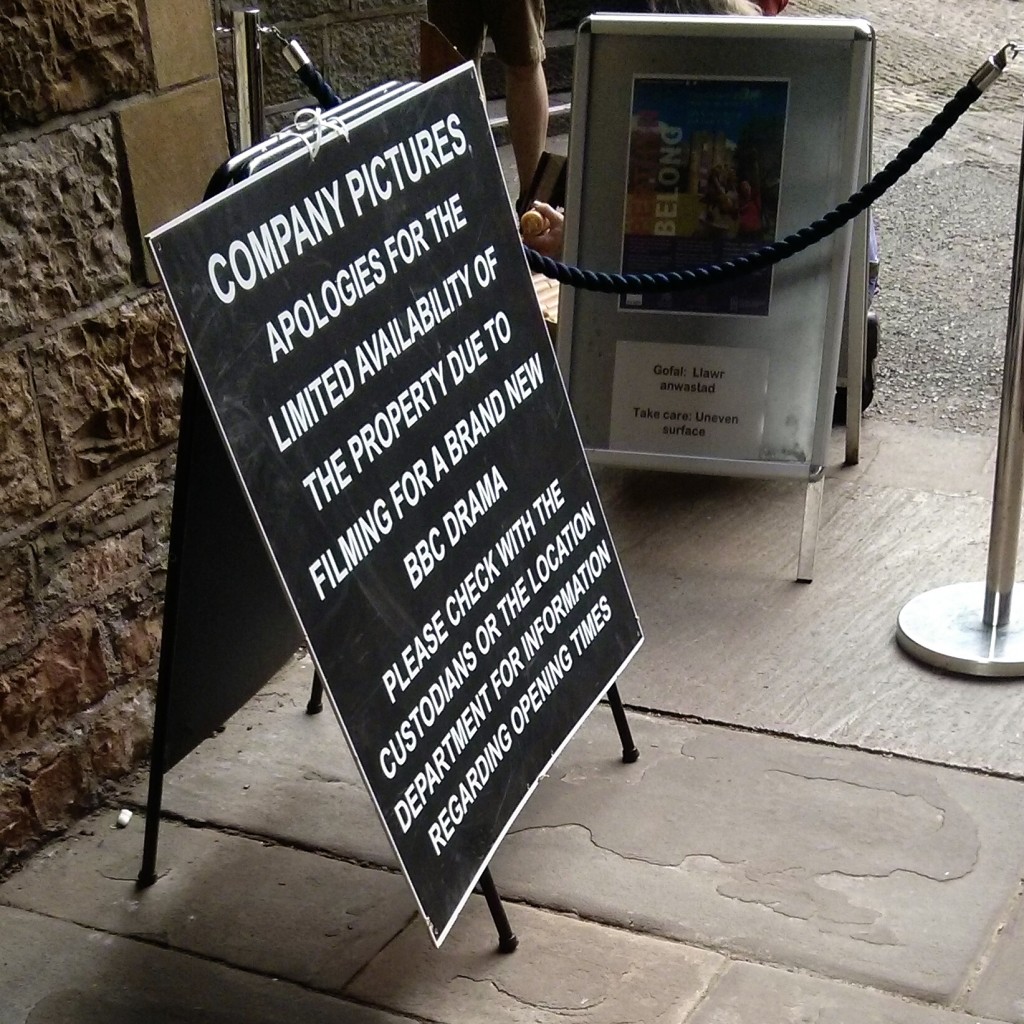 COMPANY PICTURES
APOLOGIES FOR THE
LIMITED AVAILABILITY OF
THE PROPERTY DUE TO
FILMING FOR A BRAND NEW
BBC DRAMA
PLEASE CHECK WITH THE
CUSTODIANS OR THE LOCATION
DEPARTMENT FOR INFORMATION
REGARDING OPENING TIMES
BELONG
Gofal: Llawr
anwastad
Take care: Uneven
surface